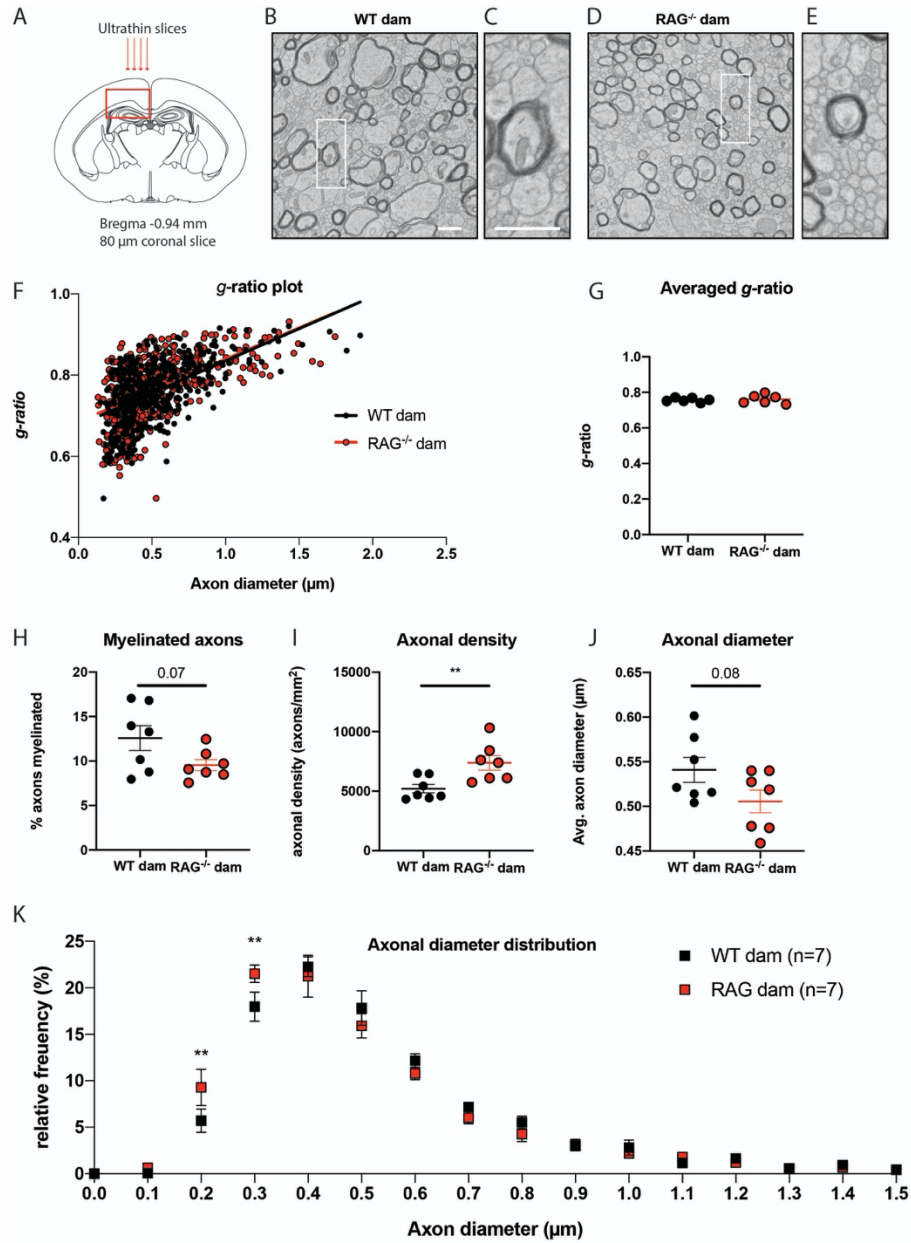 A
Ultrathin slices
Bregma -0.94 mm
80 µm coronal slice
B
WT dam
C
D
RAG-/- dam
E
F
g-ratio plot
g-ratio
1.0
0.8
0.6
0.4
0.0 0.5 1.0 1.5 2.0 2.5
Axon diameter (µm)
WT dam
RAG-/- dam
G
Averaged g-ratio
g-ratio
1.0
0.8
0.6
0.4
0.2
0.0
WT dam RAG-/- dam
H
Myelinated axons
0.07
% axons myelinated
20
15
10
5
0
WT dam RAG-/- dam
I
Axonal density
**
axonal density (axons/mm2)
15000
10000
5000
0
WT dam RAG-/- dam
J
Axonal diameter
0.08
Avg. axon diameter (µm)
0.65
0.60
0.55
0.50
0.45
WT dam RAG-/- dam
K
Axonal diameter distribution
WT dam (n=7)
RAG dam (n=7)
relative freuency (%)
25
20
15
10
5
0
**
**
0.0 0.1 0.2 0.3 0.4 0.5 0.6 0.7 0.8 0.9 1.0 1.1 1.2 1.3 1.4 1.5
Axon diameter (µm)